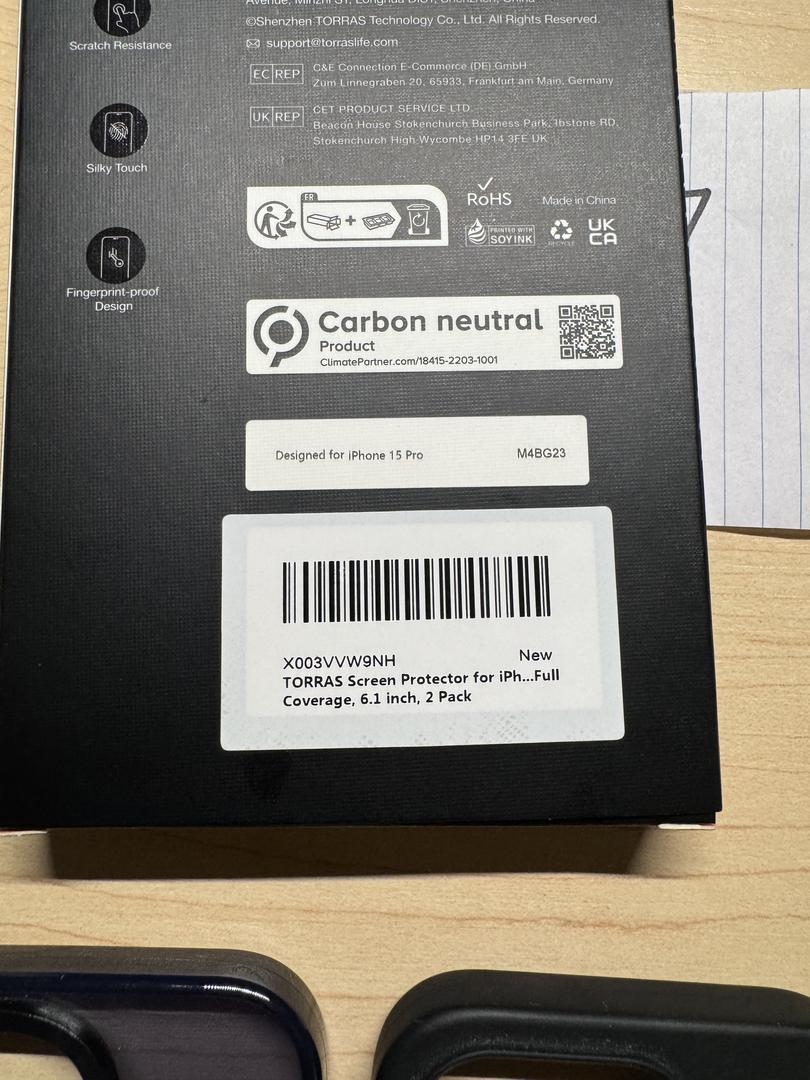 Scratch Resistance
Silky Touch
Fingerprint-proof
Design
©Shenzhen TORRAS Technology Co., Ltd. All Rights Reserved.
support@torraslife.com
EC REP
C&E Connection E-Commerce (DE) GmbH
Zum Linnegraben 20, 65933, Frankfurt am Main, Germany
UK REP
CET PRODUCT SERVICE LTD.
Beacon House Stokenchurch Business Park, Ibstone RD,
Stokenchurch High Wycombe HP14 3FE UK
FR
+
RoHS
Made in China
PRINTED WITH
SOY INK
RECYCLE
UK
CA
Carbon neutral
Product
ClimatePartner.com/18415-2203-1001
Designed for iPhone 15 Pro M4BG23
X003VVW9NH New
TORRAS Screen Protector for iPh...Full
Coverage, 6.1 inch, 2 Pack